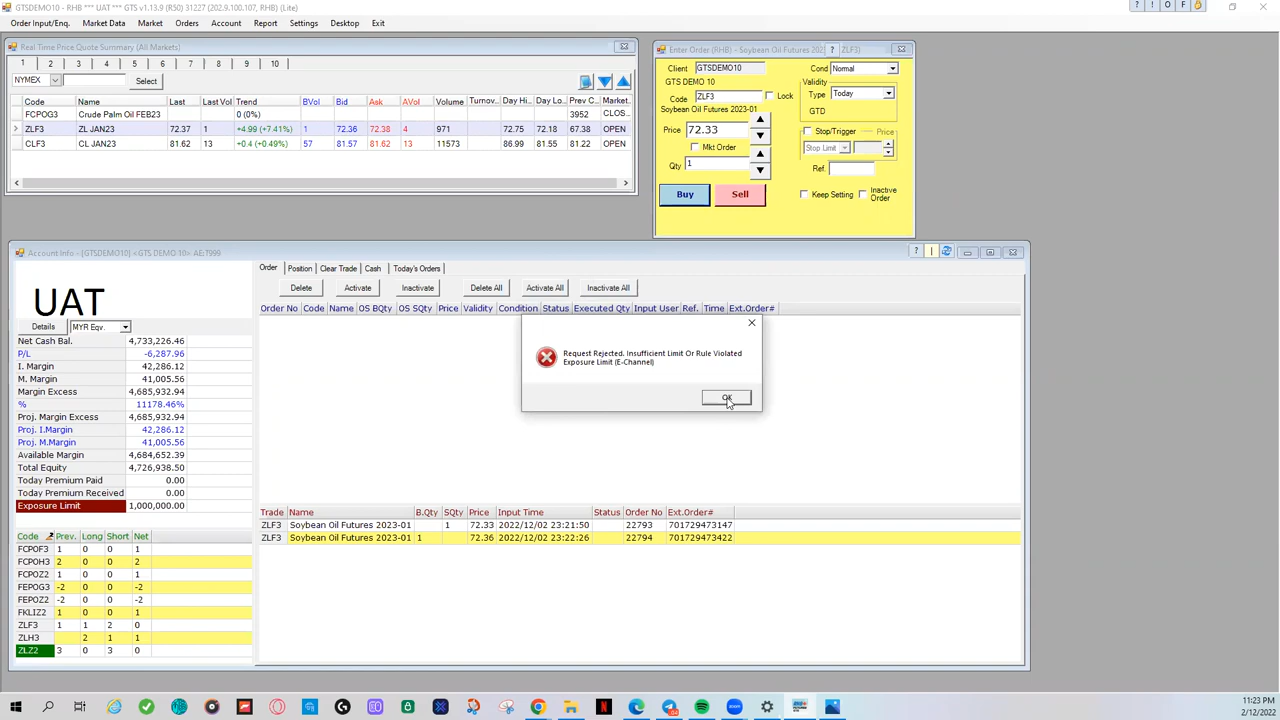 GTSDEMO10 - RHB *** UAT *** GTS v1.13.9 (R50) 31227 (202.9.100.107, RHB) (Lite)
Order Input/Enq. Market Data Market Orders Account Report Settings Desktop Exit
Real Time Price Quote Summary (All Markets)
1 2 3 4 5 6 7 8 9 10
NYMEX Select
Code Name Last Last Vol Trend BVol Bid Ask AVol Volume Turnov... Day Hi... Day Lo... Prev C... Market...
FCPOG3 Crude Palm Oil FEB23 0 (0%) 3952 CLOS...
ZLF3 ZL JAN23 72.37 1 +4.99 (+7.41%) 1 72.36 72.38 4 971 72.75 72.18 67.38 OPEN
CLF3 CL JAN23 81.62 13 +0.4 (+0.49%) 57 81.57 81.62 13 11573 86.99 81.55 81.22 OPEN
Enter Order (RHB) - Soybean Oil Futures 202 ? ZLF3)
Client GTSDEMO10 Cond Normal
GTS DEMO 10 Validity
Code ZLF3 Lock Type Today
Soybean Oil Futures 2023-01 GTD
Price 72.33 Stop/Trigger Price
Mkt Order Stop Limit
Qty 1 Ref.
Buy Sell Keep Setting Inactive Order
Account Info - [GTSDEMO10] <GTS DEMO 10> AE:T999
UAT
Details MYR Eqv.
Net Cash Bal. 4,733,226.46
P/L -6,287.96
I. Margin 42,286.12
M. Margin 41,005.56
Margin Excess 4,685,932.94
% 11178.46%
Proj. Margin Excess 4,685,932.94
Proj. I.Margin 42,286.12
Proj. M.Margin 41,005.56
Available Margin 4,684,652.39
Total Equity 4,726,938.50
Today Premium Paid 0.00
Today Premium Received 0.00
Exposure Limit 1,000,000.00
Code Prev. Long Short Net
FCPOF3 1 0 0 1
FCPOH3 2 0 0 2
FCPOZ2 1 0 0 1
FEPOG3 -2 0 0 -2
FEPOZ2 -2 0 0 -2
FKLIZ2 1 0 0 1
ZLF3 1 1 2 0
ZLH3 2 1 1
ZLZ2 3 0 3 0
Order Position Clear Trade Cash Today's Orders
Delete Activate Inactivate Delete All Activate All Inactivate All
Order No Code Name OS BQty OS SQty Price Validity Condition Status Executed Qty Input User Ref. Time Ext.Order#
Request Rejected. Insufficient Limit Or Rule Violated
Exposure Limit (E-Channel)
OK
Trade Name B.Qty SQty Price Input Time Status Order No Ext.Order#
ZLF3 Soybean Oil Futures 2023-01 1 72.33 2022/12/02 23:21:50 22793 701729473147
ZLF3 Soybean Oil Futures 2023-01 1 72.36 2022/12/02 23:22:26 22794 701729473422
11:23 PM
2/12/2022